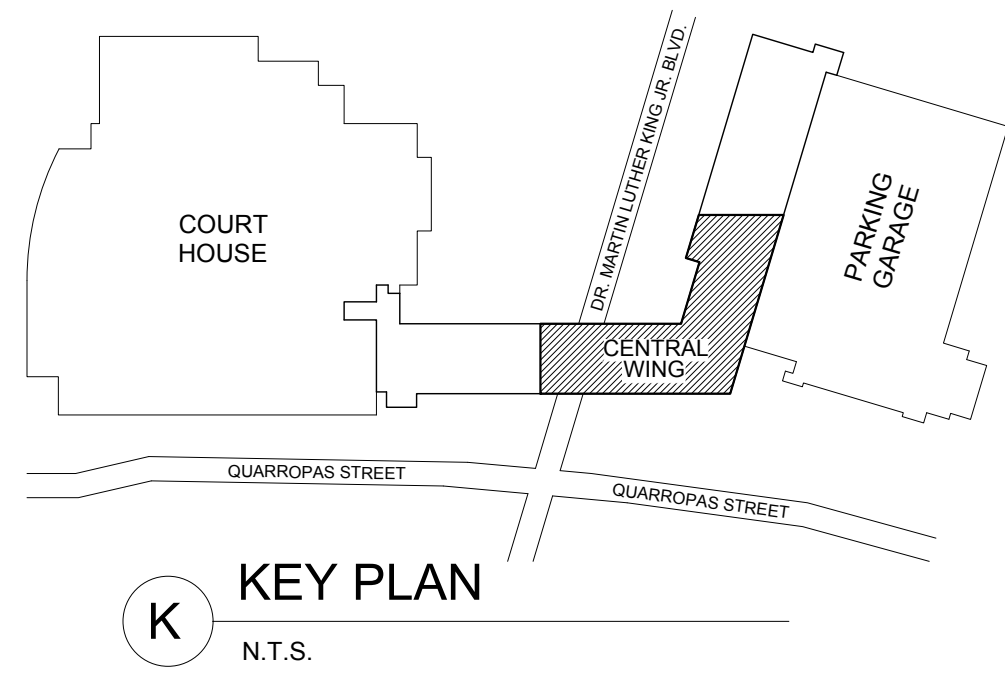 COURT
HOUSE
DR. MARTIN LUTHER KING JR. BLVD.
PARKING
GARAGE
CENTRAL
WING
QUARROPAS STREET
QUARROPAS STREET
K
KEY PLAN
N.T.S.